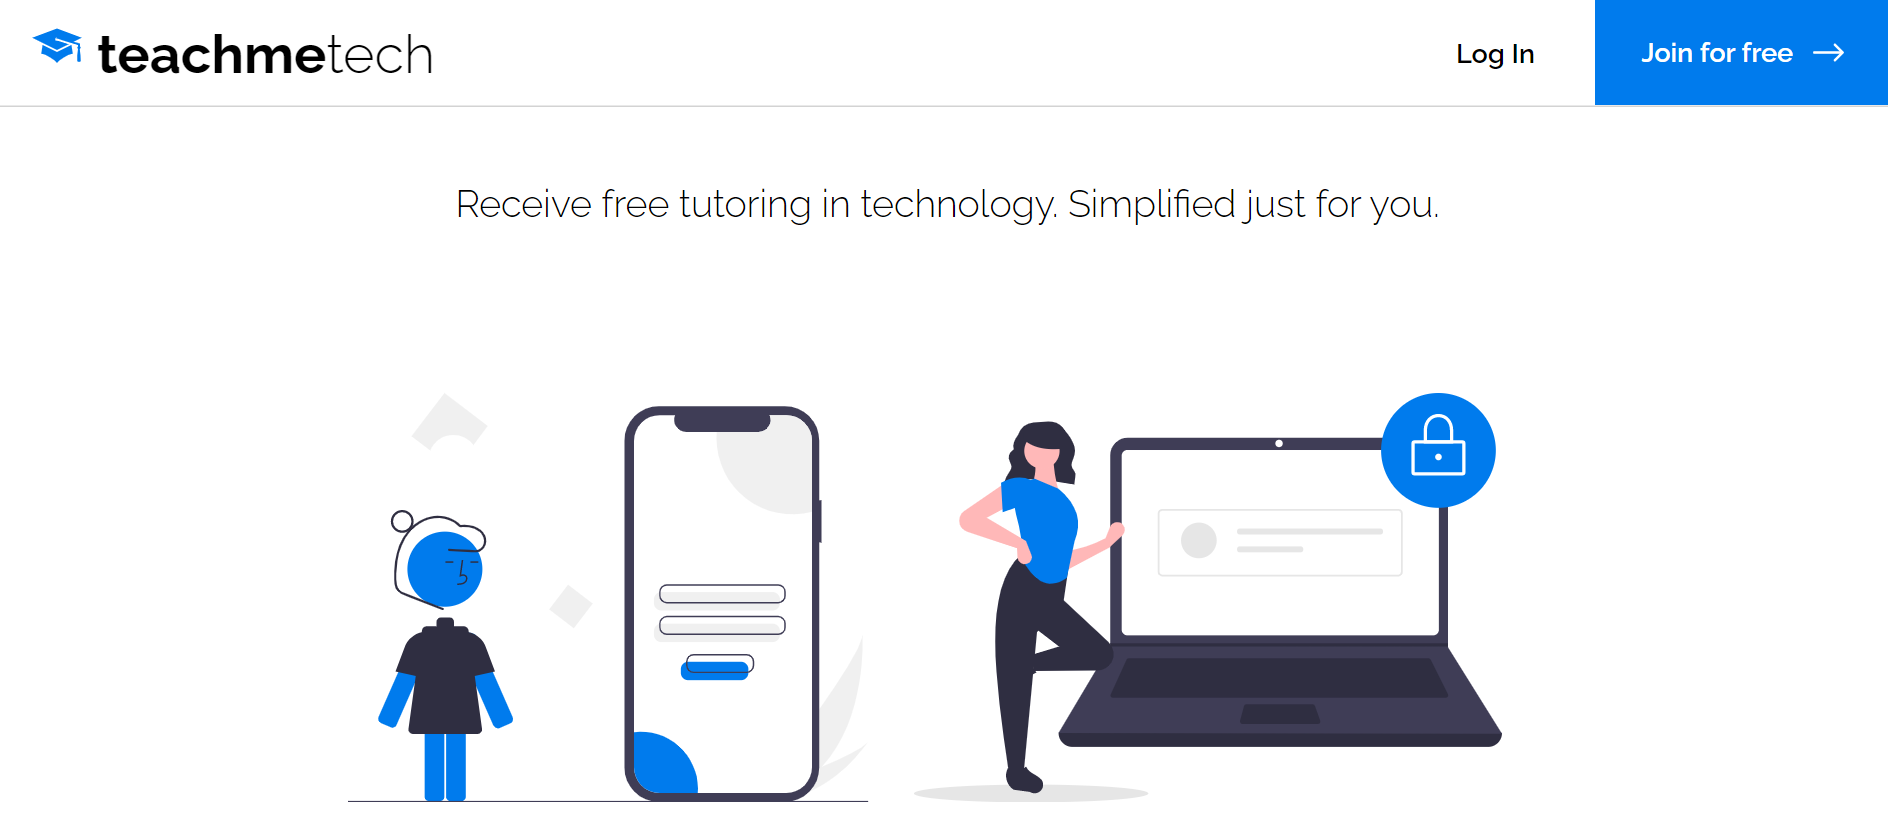 teachmetech
Log In
Join for free
Receive free tutoring in technology. Simplified just for you.